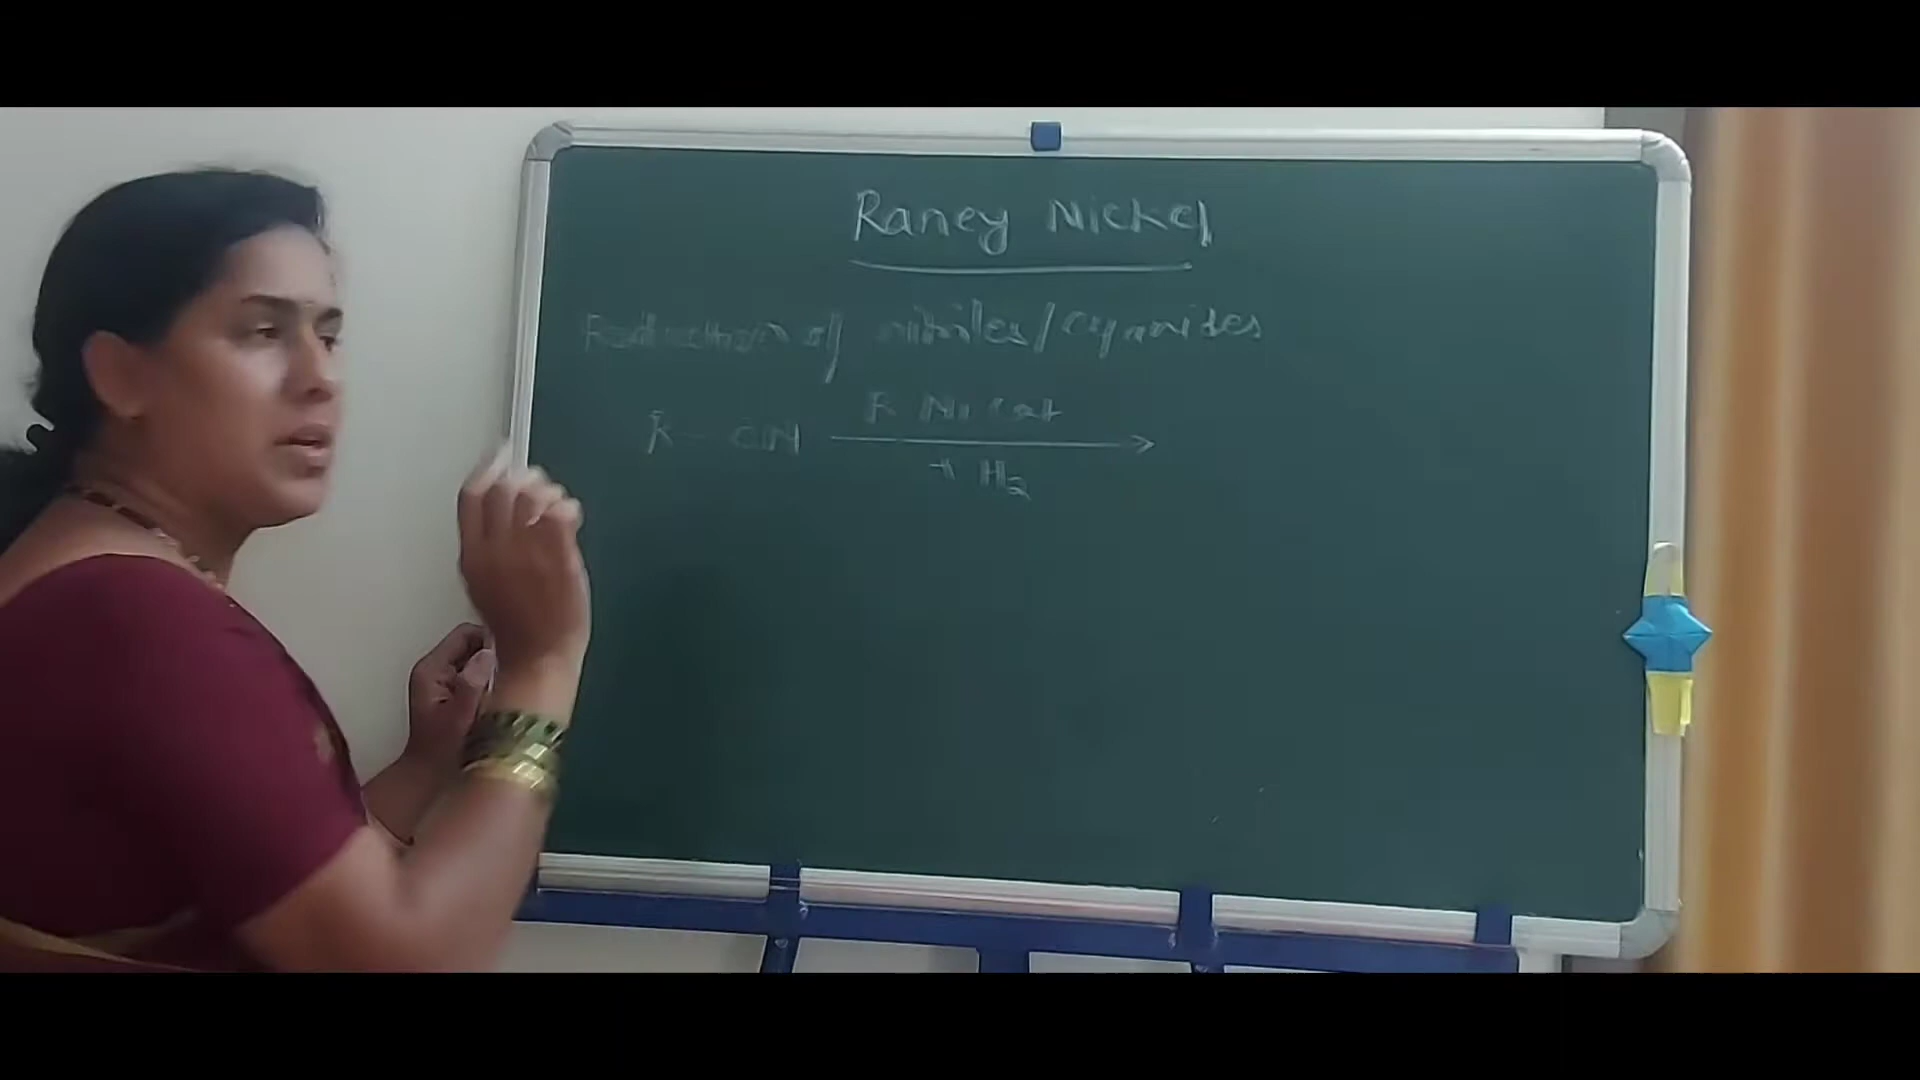 Raney Nickel
Reduction of nitriles/cyanides
R - CN
R Ni cat
+ H₂